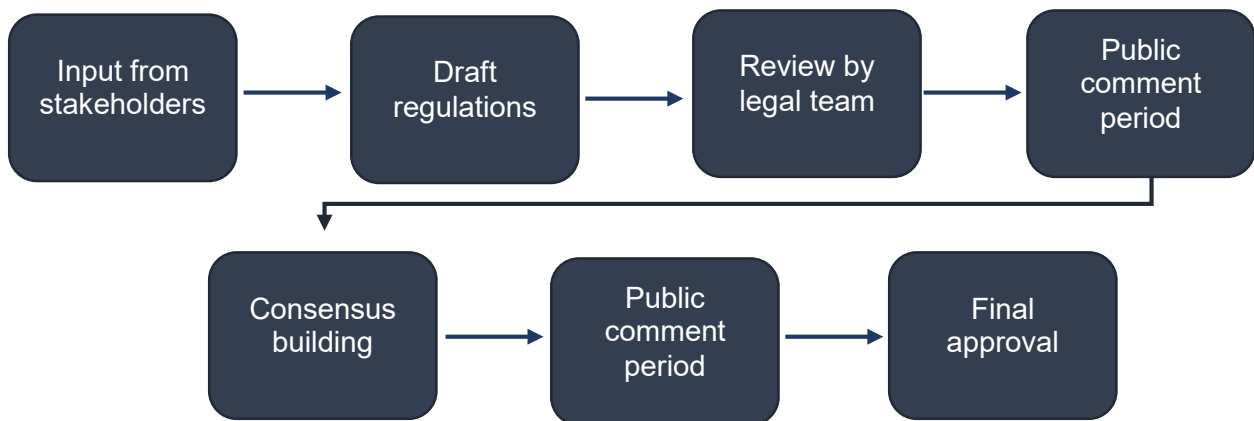 Input from
stakeholders
Draft
regulations
Review by
legal team
Public
comment
period
Consensus
building
Public
comment
period
Final
approval